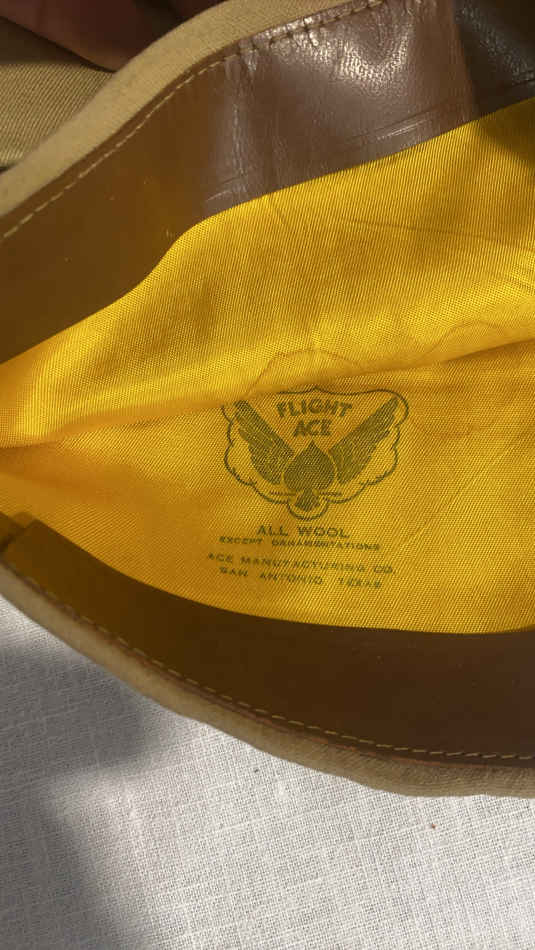 FLIGHT
ACE
ALL WOOL
EXCEPT ORNAMENTATIONS
ACE MANUFACTURING CO.
SAN ANTONIO TEXAS